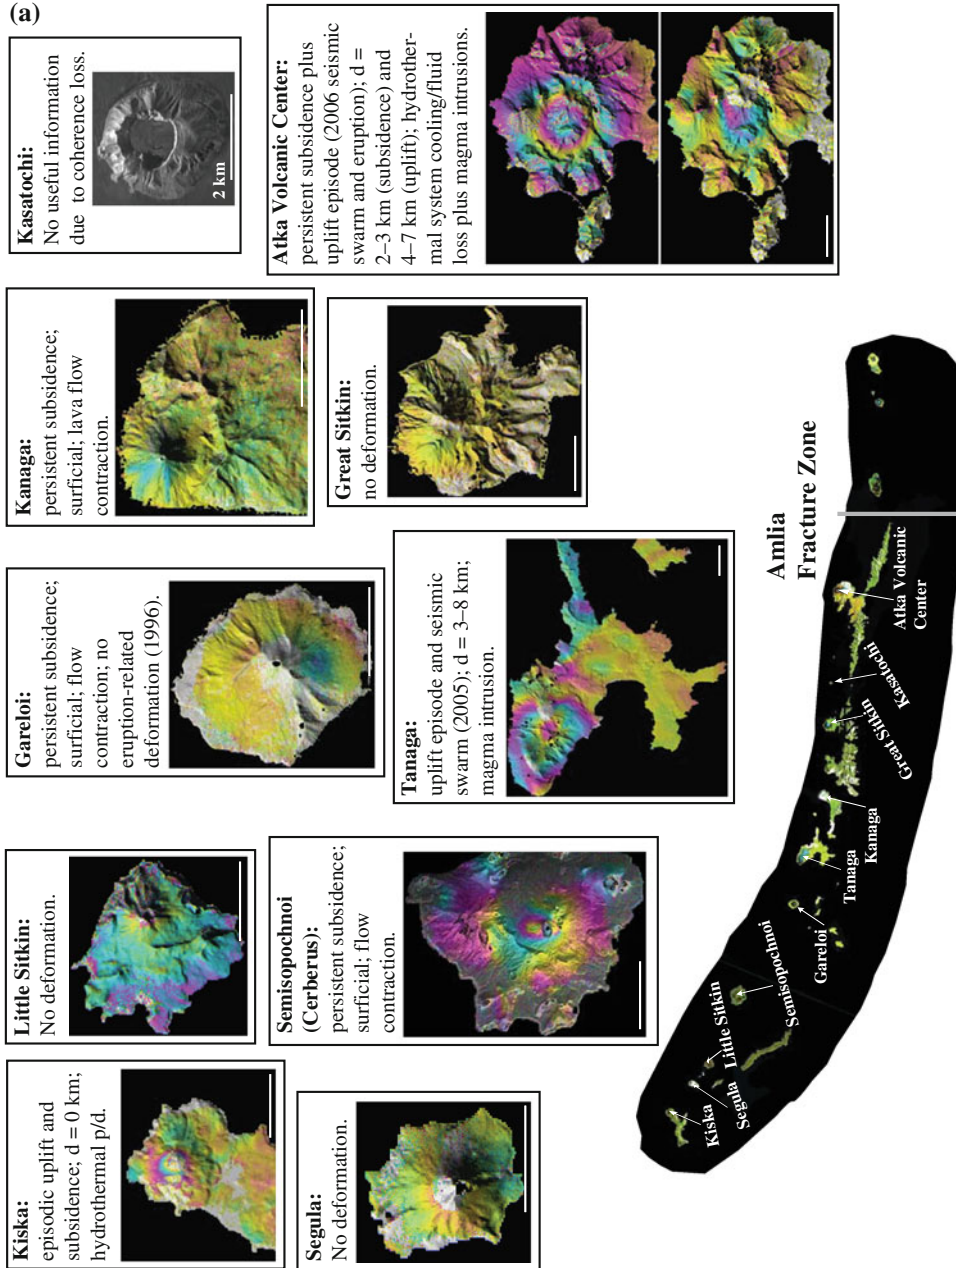 (a)
Kiska:
episodic uplift and
subsidence; d = 0 km;
hydrothermal p/d.
Little Sitkin:
No deformation.
Gareloi:
persistent subsidence;
surficial; flow
contraction; no
eruption-related
deformation (1996).
Kanaga:
persistent subsidence;
surficial; lava flow
contraction.
Kasatochi:
No useful information
due to coherence loss.
2 km
Segula:
No deformation.
Semisopochnoi
(Cerberus):
persistent subsidence;
surficial; flow
contraction.
Tanaga:
uplift episode and seismic
swarm (2005); d = 3–8 km;
magma intrusion.
Great Sitkin:
no deformation.
Atka Volcanic Center:
persistent subsidence plus
uplift episode (2006 seismic
swarm and eruption); d =
2–3 km (subsidence) and
4–7 km (uplift); hydrother-
mal system cooling/fluid
loss plus magma intrusions.
Kiska
Segula
Little Sitkin
Semisopochnoi
Gareloi
Tanaga
Kanaga
Great Sitkin
Kasatochi
Atka Volcanic
Center
Amlia
Fracture Zone